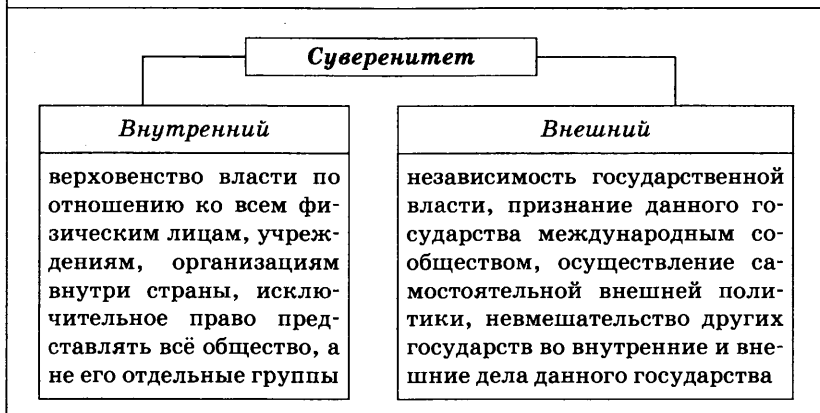 Суверенитет
Внутренний
верховенство власти по
отношению ко всем фи-
зическим лицам, учреж-
дениям, организациям
внутри страны, исклю-
чительное право пред-
ставлять всё общество, а
не его отдельные группы
Внешний
независимость государственной
власти, признание данного го-
сударства международным со-
обществом, осуществление са-
мостоятельной внешней поли-
тики, невмешательство других
государств во внутренние и вне-
шние дела данного государства